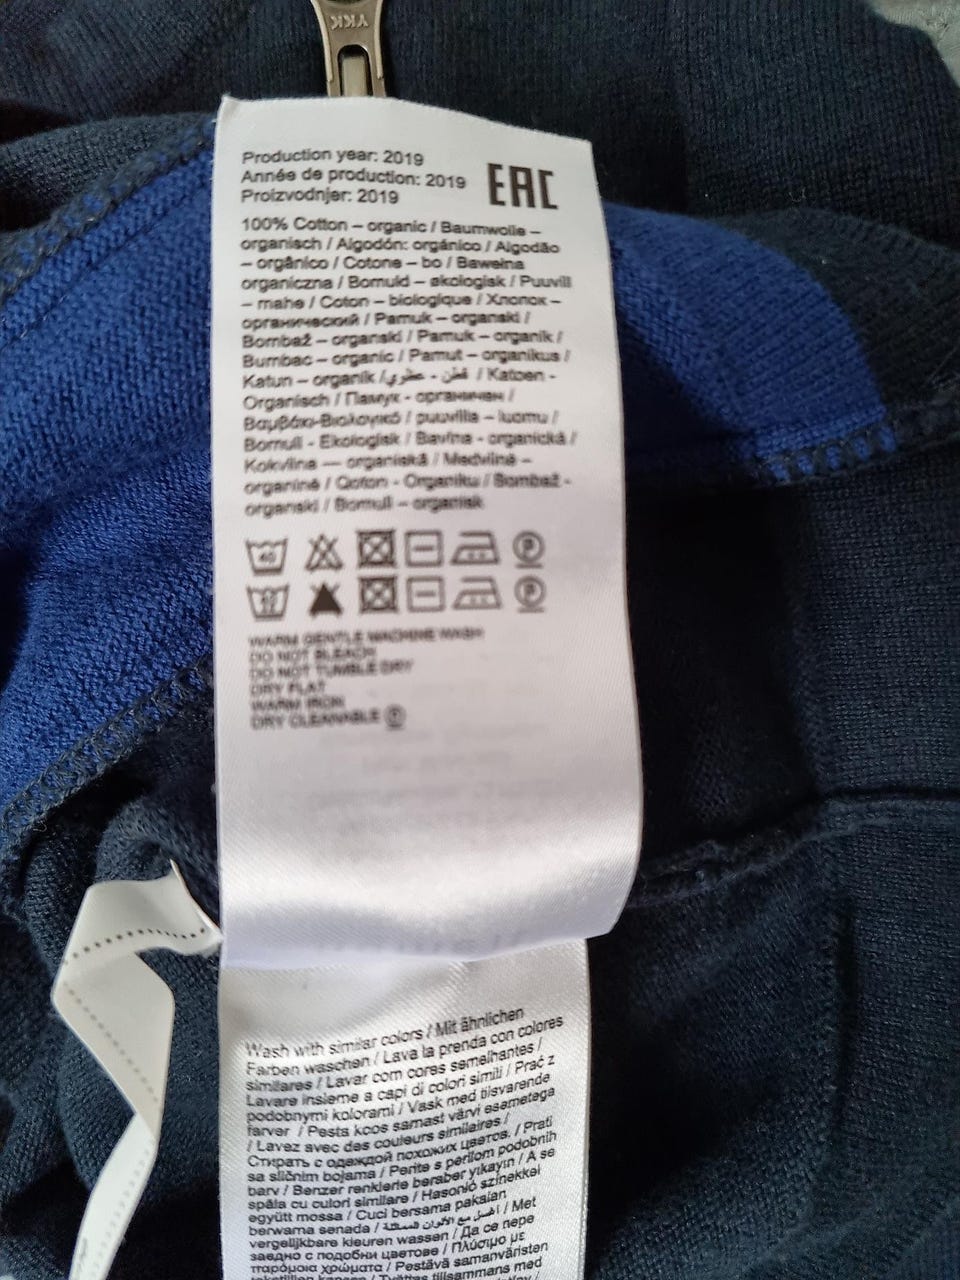 YKK
Production year: 2019
Année de production: 2019
Proizvodnjer: 2019
EAC
100% Cotton – organic / Baumwolle –
organisch / Algodón: orgánico / Algodão
– orgânico / Cotone – bo / Bawełna
organiczna / Bomuld – økologisk / Puuvill
– mahe / Coton – biologique / Хлопок –
органический / Pamuk – organski /
Bombaž – organski / Pamuk – organik /
Bumbac – organic / Pamut – organikus /
Katun – organik / قطن - عضوي / Katoen -
Organisch / Памук - органичен /
Βαμβάκι-Βιολογικό / puuvilla – luomu /
Bomull - Ekologisk / Bavlna - organická /
Kokvilna — organiskā / Medvilnė –
organinė / Qoton - Organiku / Bombaž -
organski / Bomull – organisk
40
P
P
WARM GENTLE MACHINE WASH
DO NOT BLEACH
DO NOT TUMBLE DRY
DRY FLAT
WARM IRON
DRY CLEANABLE P
Wash with similar colors / Mit ähnlichen
Farben waschen / Lava la prenda con colores
similares / Lavar com cores semelhantes /
Lavare insieme a capi di colori simili / Prać z
podobnymi kolorami / Vask med tilsvarende
farver / Pesta koos samast värvi esemetega
/ Lavez avec des couleurs similaires /
Стирать с одеждой похожих цветов. / Prati
sa sličnim bojama / Perite s perilom podobnih
barv / Benzer renklerle beraber yıkayın / A se
spăla cu culori similare / Hasonló színekkel
együtt mossa / Cuci bersama pakaian
berwarna senada / اغسل مع الألوان المماثلة / Met
vergelijkbare kleuren wassen / Да се пере
заедно с подобни цветове / Πλύσιμο με
παρόμοια χρώματα / Pestävä samanväristen
tekstiilien kanssa / Tvättas tillsammans med